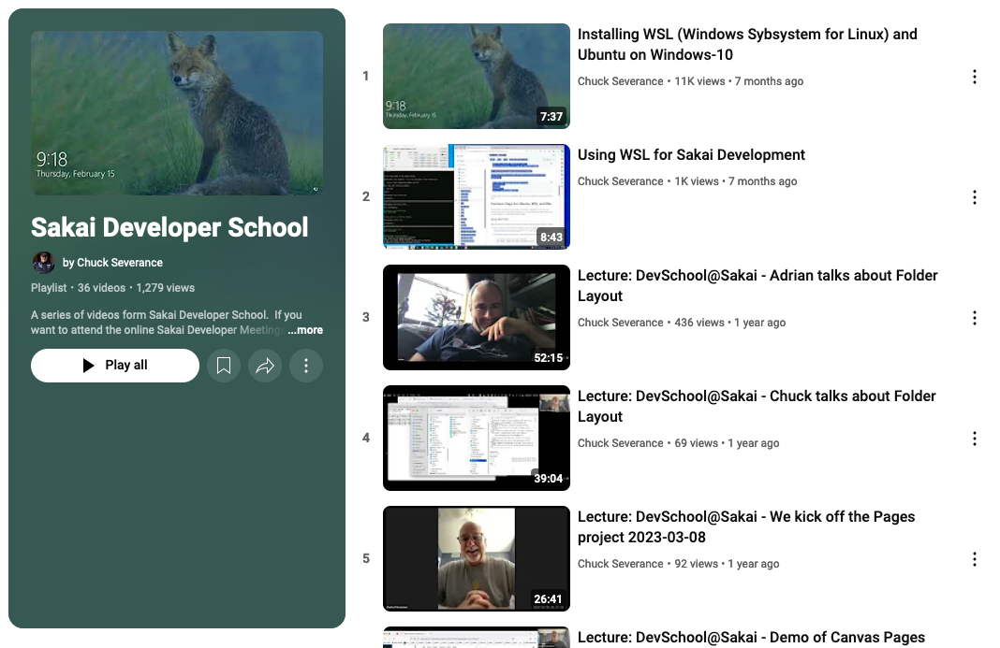 9:18
Thursday, February 15
Sakai Developer School
by Chuck Severance
Playlist • 36 videos • 1,279 views
A series of videos form Sakai Developer School. If you
want to attend the online Sakai Developer Meetings ...more
Play all
1
9:18
Thursday, February 15
7:37
Installing WSL (Windows Sybsystem for Linux) and
Ubuntu on Windows-10
Chuck Severance • 11K views • 7 months ago
2
8:43
Using WSL for Sakai Development
Chuck Severance • 1K views • 7 months ago
3
52:15
Lecture: DevSchool@Sakai - Adrian talks about Folder
Layout
Chuck Severance • 436 views • 1 year ago
4
39:04
Lecture: DevSchool@Sakai - Chuck talks about Folder
Layout
Chuck Severance • 69 views • 1 year ago
5
26:41
Lecture: DevSchool@Sakai - We kick off the Pages
project 2023-03-08
Chuck Severance • 92 views • 1 year ago
Lecture: DevSchool@Sakai - Demo of Canvas Pages